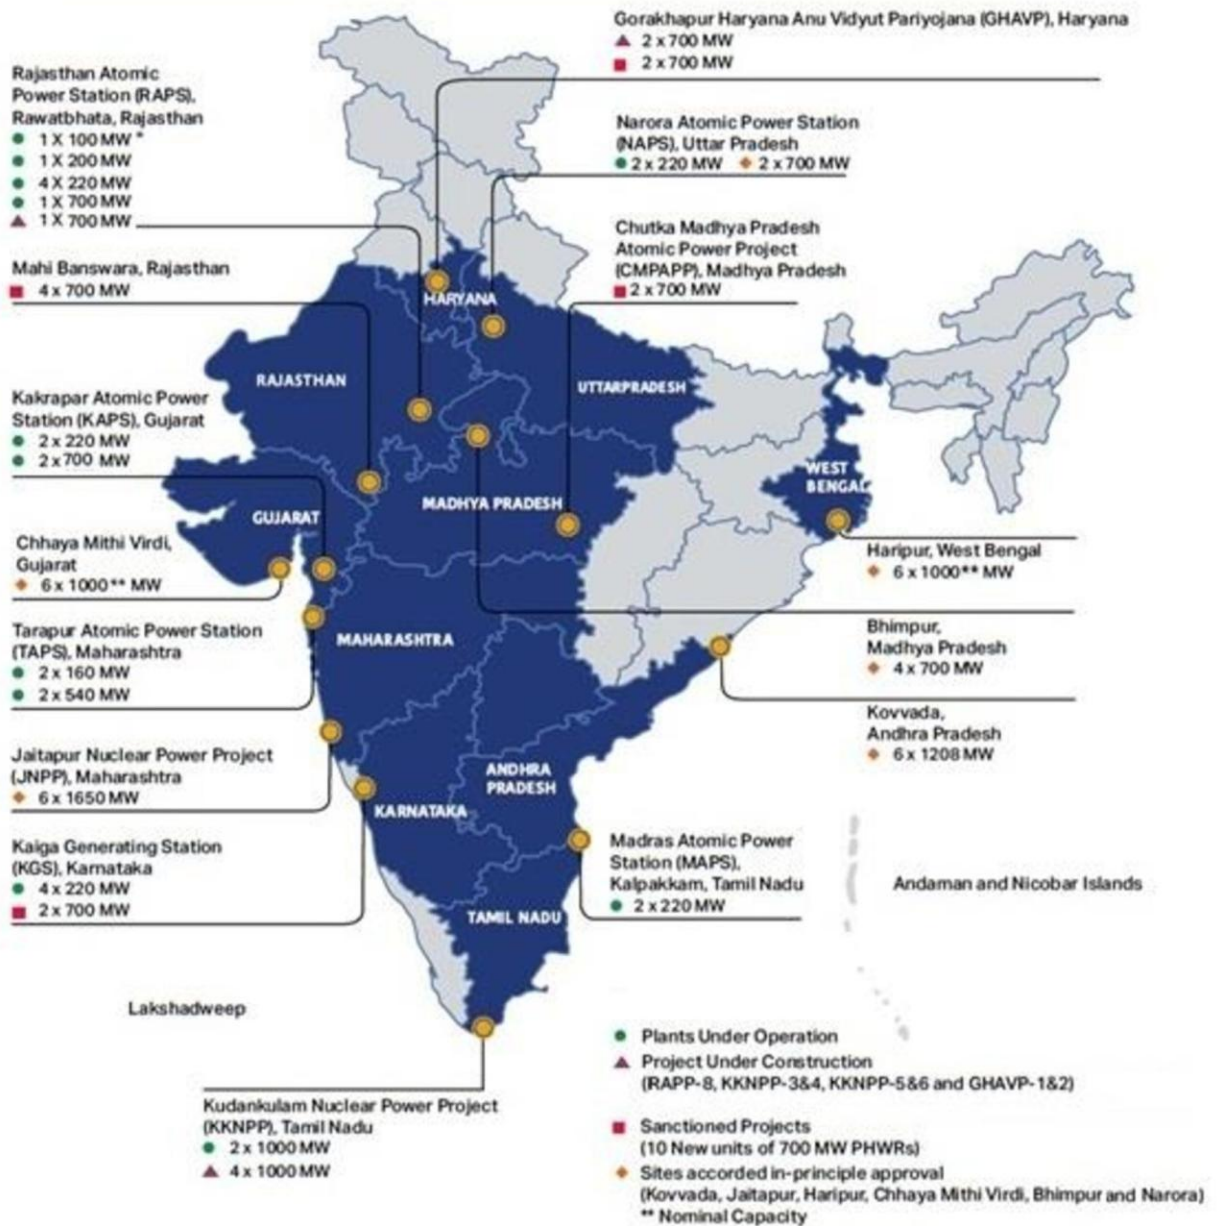 Gorakhapur Haryana Anu Vidyut Pariyojana (GHAVP), Haryana
2 x 700 MW
2 x 700 MW
Rajasthan Atomic
Power Station (RAPS),
Rawatbhata, Rajasthan
1 X 100 MW *
1 X 200 MW
4 X 220 MW
1 X 700 MW
1 X 700 MW
Narora Atomic Power Station
(NAPS), Uttar Pradesh
2 x 220 MW 2 x 700 MW
Chutka Madhya Pradesh
Atomic Power Project
(CMPAPP), Madhya Pradesh
2 x 700 MW
Mahi Banswara, Rajasthan
4 x 700 MW
HARYANA
RAJASTHAN
UTTARPRADESH
Kakrapar Atomic Power
Station (KAPS), Gujarat
2 x 220 MW
2 x 700 MW
WEST
BENGAL
MADHYA PRADESH
GUJARAT
Chhaya Mithi Virdi,
Gujarat
6 x 1000** MW
Haripur, West Bengal
6 x 1000** MW
Tarapur Atomic Power Station
(TAPS), Maharashtra
2 x 160 MW
2 x 540 MW
MAHARASHTRA
Bhimpur,
Madhya Pradesh
4 x 700 MW
Kovvada,
Andhra Pradesh
6 x 1208 MW
Jaitapur Nuclear Power Project
(JNPP), Maharashtra
6 x 1650 MW
ANDHRA
PRADESH
KARNATAKA
Kaiga Generating Station
(KGS), Karnataka
4 x 220 MW
2 x 700 MW
Madras Atomic Power
Station (MAPS),
Kalpakkam, Tamil Nadu
2 x 220 MW
Andaman and Nicobar Islands
TAMIL NADU
Lakshadweep
Kudankulam Nuclear Power Project
(KKNPP), Tamil Nadu
2 x 1000 MW
4 x 1000 MW
Plants Under Operation
Project Under Construction
(RAPP-8, KKNPP-3&4, KKNPP-5&6 and GHAVP-1&2)
Sanctioned Projects
(10 New units of 700 MW PHWRs)
Sites accorded in-principle approval
(Kovvada, Jaitapur, Haripur, Chhaya Mithi Virdi, Bhimpur and Narora)
** Nominal Capacity